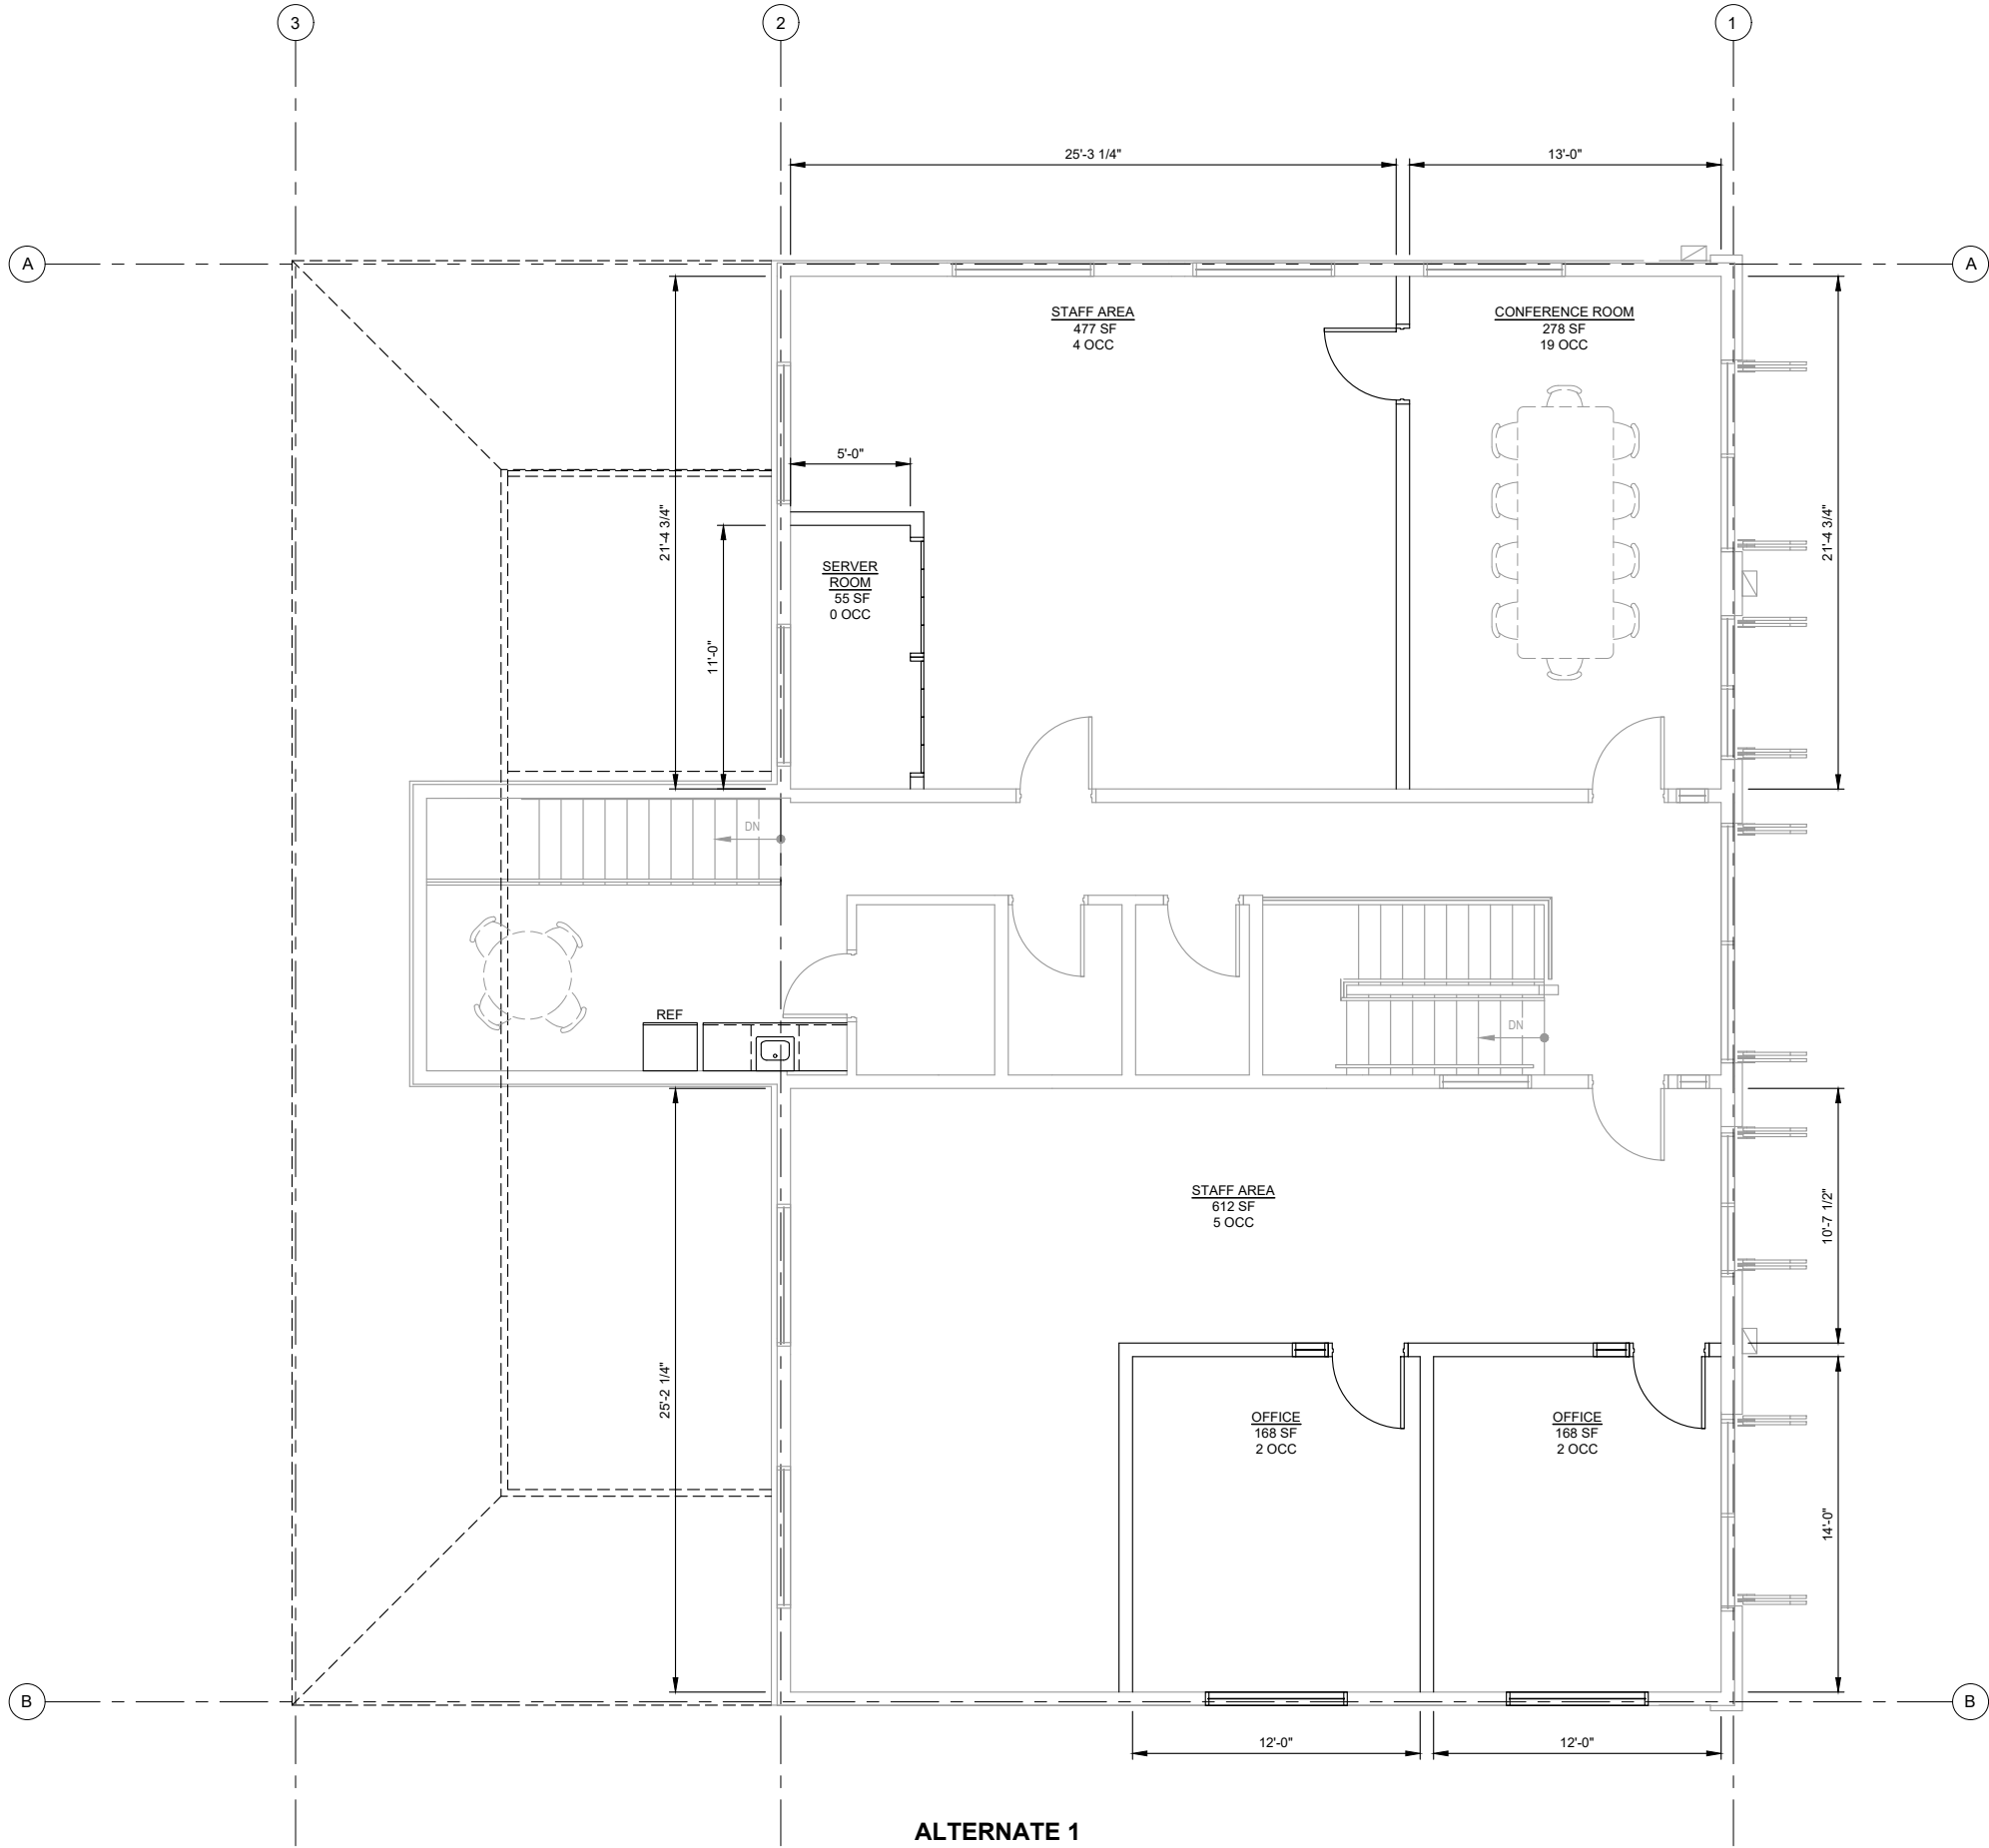 3
2
1
25'-3 1/4"
13'-0"
A
A
STAFF AREA
477 SF
4 OCC
CONFERENCE ROOM
278 SF
19 OCC
5'-0"
21'-4 3/4"
21'-4 3/4"
SERVER
ROOM
55 SF
0 OCC
11'-0"
DN
REF
DN
STAFF AREA
612 SF
5 OCC
10'-7 1/2"
25'-2 1/4"
OFFICE
168 SF
2 OCC
OFFICE
168 SF
2 OCC
14'-0"
B
B
12'-0"
12'-0"
ALTERNATE 1